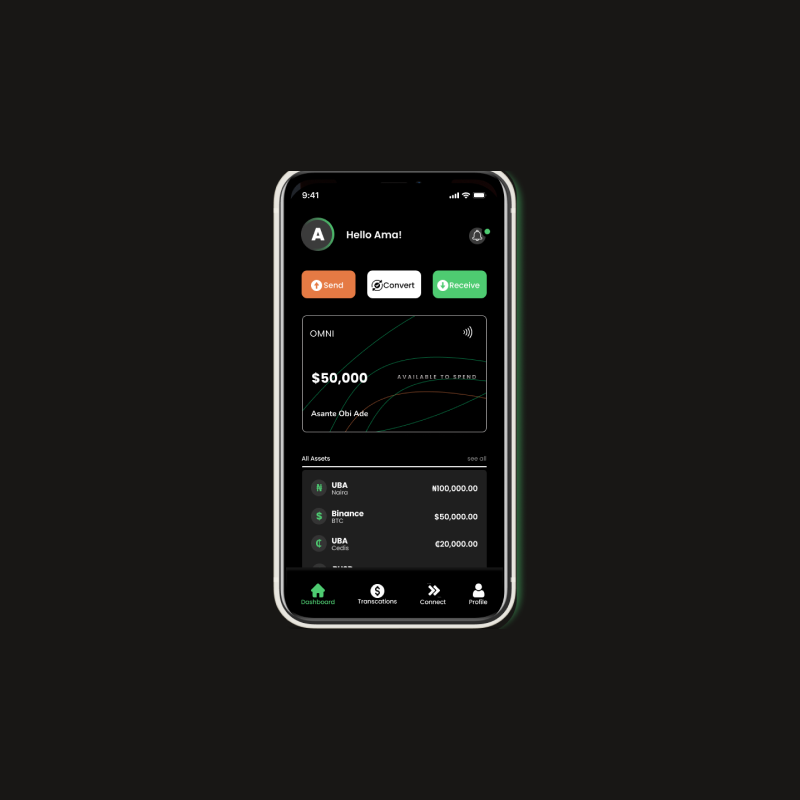 9:41
A
Hello Ama!
Send
Convert
Receive
OMNI
$50,000
AVAILABLE TO SPEND
Asante Obi Ade
All Assets
see all
N
UBA
Naira
₦100,000.00
$
Binance
BTC
$50,000.00
₵
UBA
Cedis
₵20,000.00
$
Dashboard
Transcations
Connect
Profile